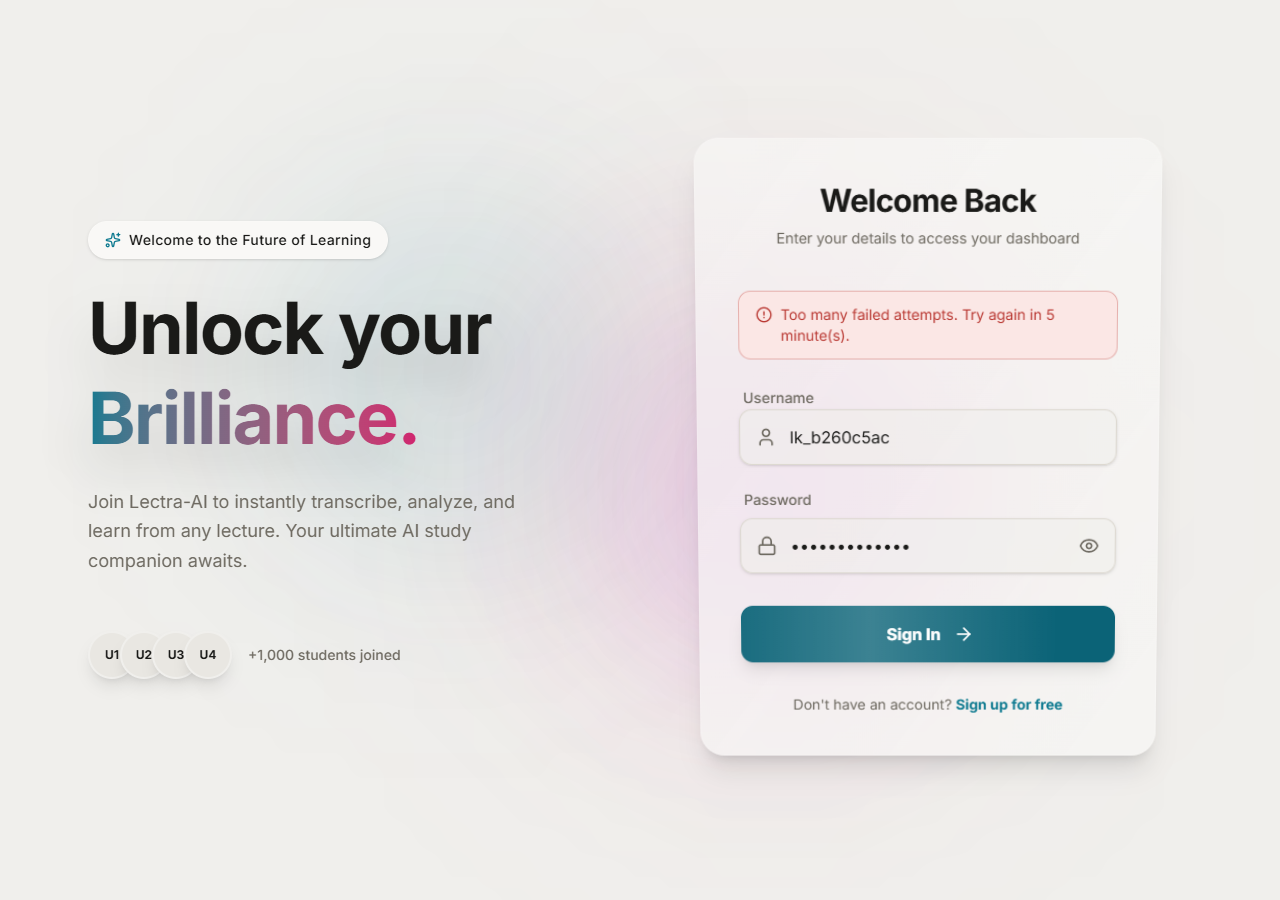 Welcome to the Future of Learning
Unlock your
Brilliance.
Join Lectra-AI to instantly transcribe, analyze, and
learn from any lecture. Your ultimate AI study
companion awaits.
U1 U2 U3 U4 +1,000 students joined
Welcome Back
Enter your details to access your dashboard
Too many failed attempts. Try again in 5
minute(s).
Username
lk_b260c5ac
Password
•••••••••••••
Sign In →
Don't have an account? Sign up for free